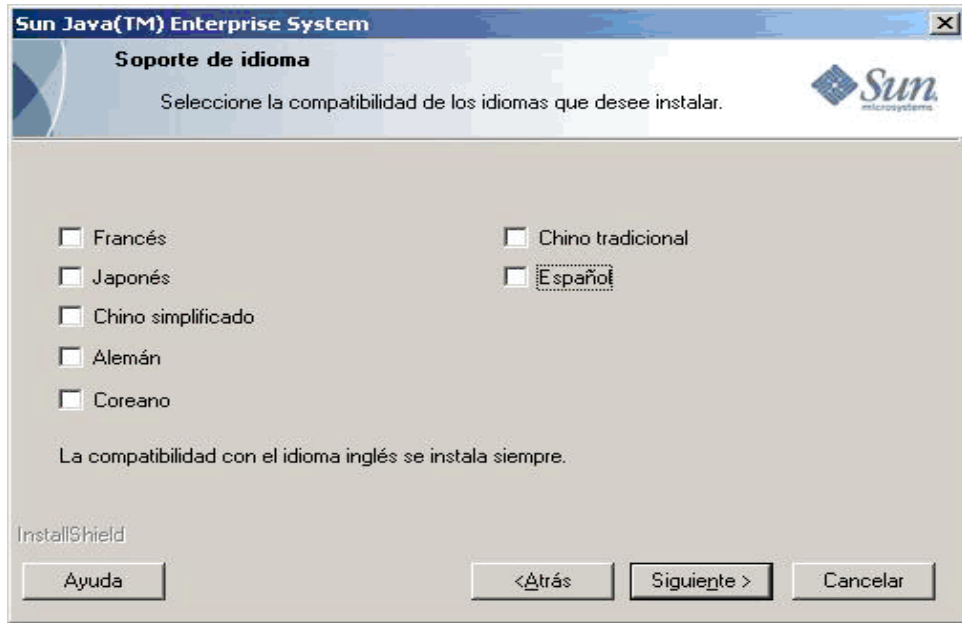 Sun Java(TM) Enterprise System
Soporte de idioma
Seleccione la compatibilidad de los idiomas que desee instalar.
Sun
microsystems
Francés
Japonés
Chino simplificado
Alemán
Coreano
Chino tradicional
Español
La compatibilidad con el idioma inglés se instala siempre.
InstallShield
Ayuda
<Atrás
Siguiente >
Cancelar